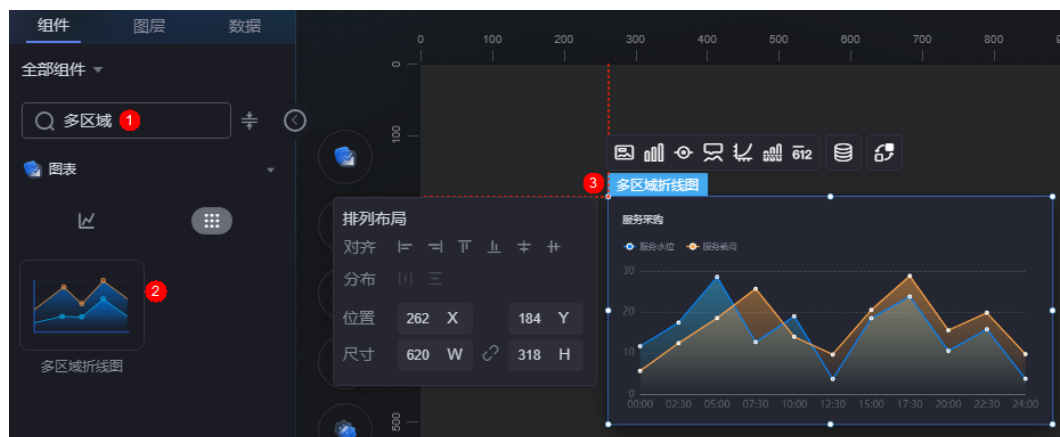 组件 图层 数据
全部组件
多区域 1
图表
2
多区域折线图
0 100 200 300 400 500 600 700 800
0
100
500
排列布局
对齐
分布
位置 262 X 184 Y
尺寸 620 W 318 H
612
3 多区域折线图
服务采购
服务水位 服务载荷
30
20
10
0
00:00 02:30 05:00 07:30 10:00 12:30 15:00 17:30 20:00 22:30 24:00